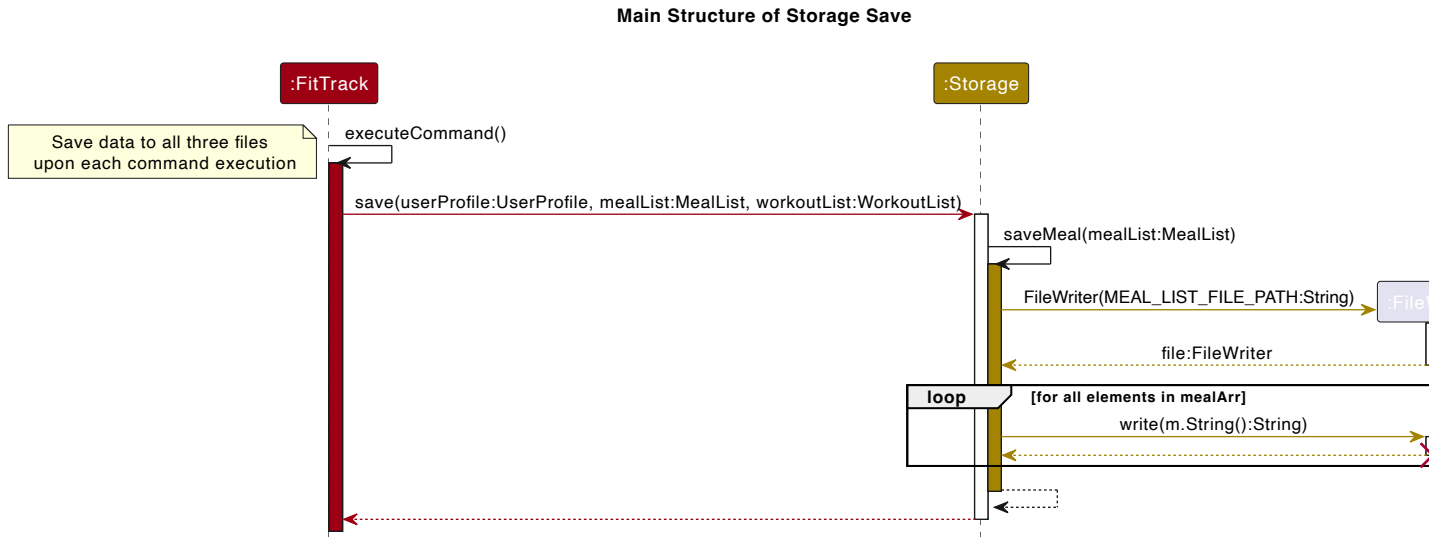 Main Structure of Storage Save
:FitTrack
:Storage
Save data to all three files
upon each command execution
executeCommand()
save(userProfile:UserProfile, mealList:MealList, workoutList:WorkoutList)
saveMeal(mealList:MealList)
FileWriter(MEAL_LIST_FILE_PATH:String)
file:FileWriter
loop
[for all elements in mealArr]
write(m.String():String)